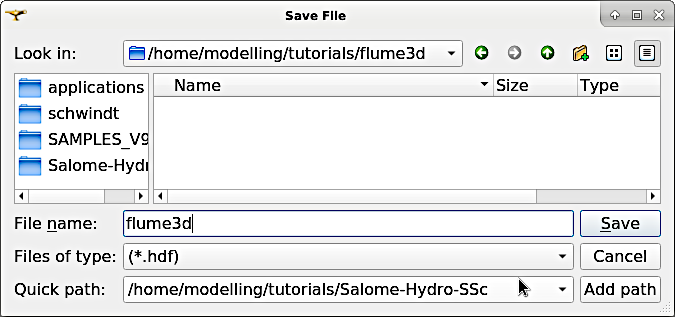 Save File
Look in: /home/modelling/tutorials/flume3d
Name Size Type
applications
schwindt
SAMPLES_V9
Salome-Hydr
File name: flume3d Save
Files of type: (*.hdf) Cancel
Quick path: /home/modelling/tutorials/Salome-Hydro-SSc Add path